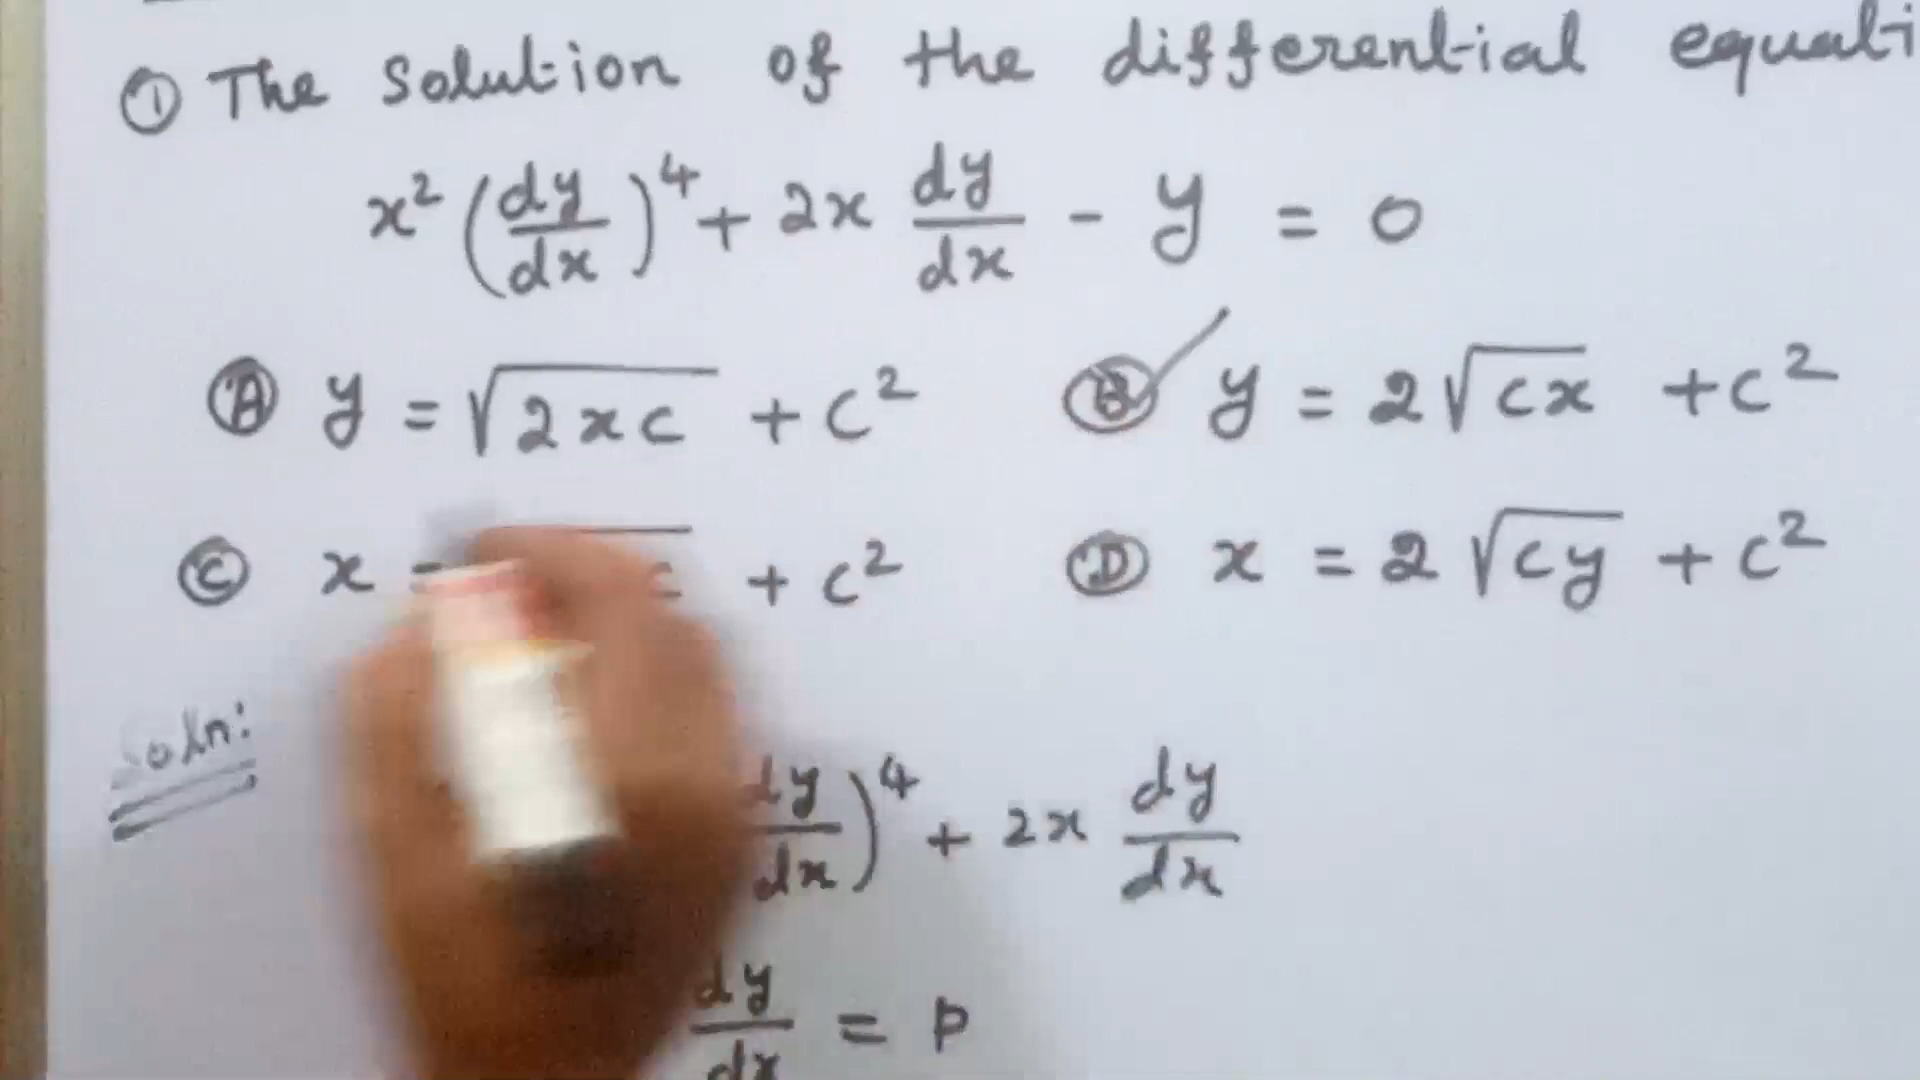 ① The solution of the differential equati
x² (dy/dx)⁴ + 2x dy/dx - y = 0
Ⓐ y = √2xc + c² Ⓑ y = 2√cx + c²
Ⓒ x = c + c² Ⓓ x = 2√cy + c²
Soln:
dy/dx)⁴ + 2x dy/dx
dy/dx = p